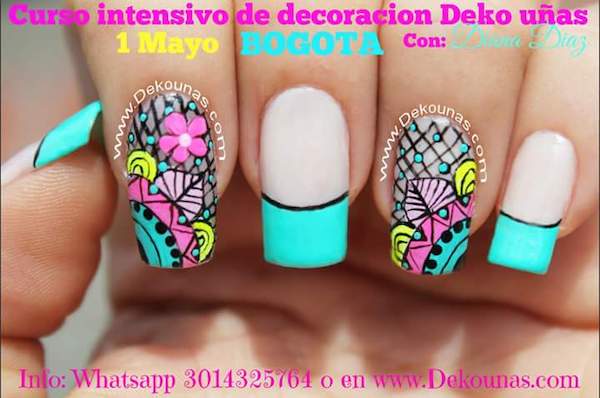 Curso intensivo de decoracion Deko uñas
1 Mayo BOGOTA Con: Diana Diaz
www.Dekounas.com
www.Dekounas.com
Info: Whatsapp 3014325764 o en www.Dekounas.com